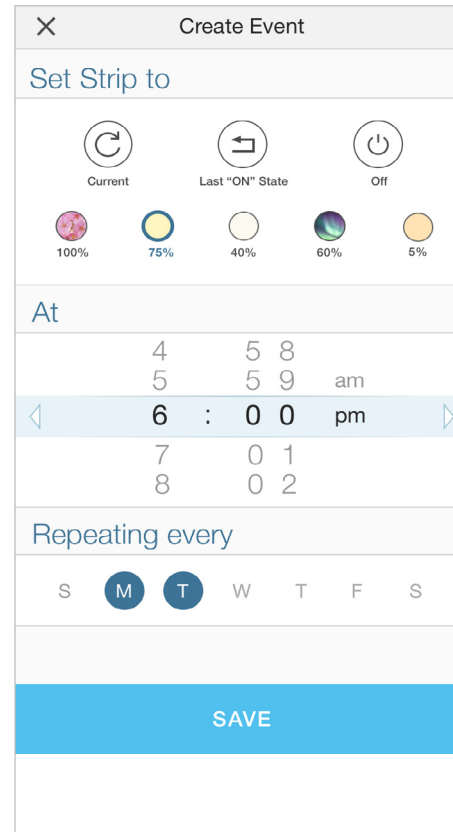 Create Event
Set Strip to
Current Last “ON” State Off
100% 75% 40% 60% 5%
At
4 5 8
5 5 9 am
6 : 0 0 pm
7 0 1
8 0 2
Repeating every
S M T W T F S
SAVE